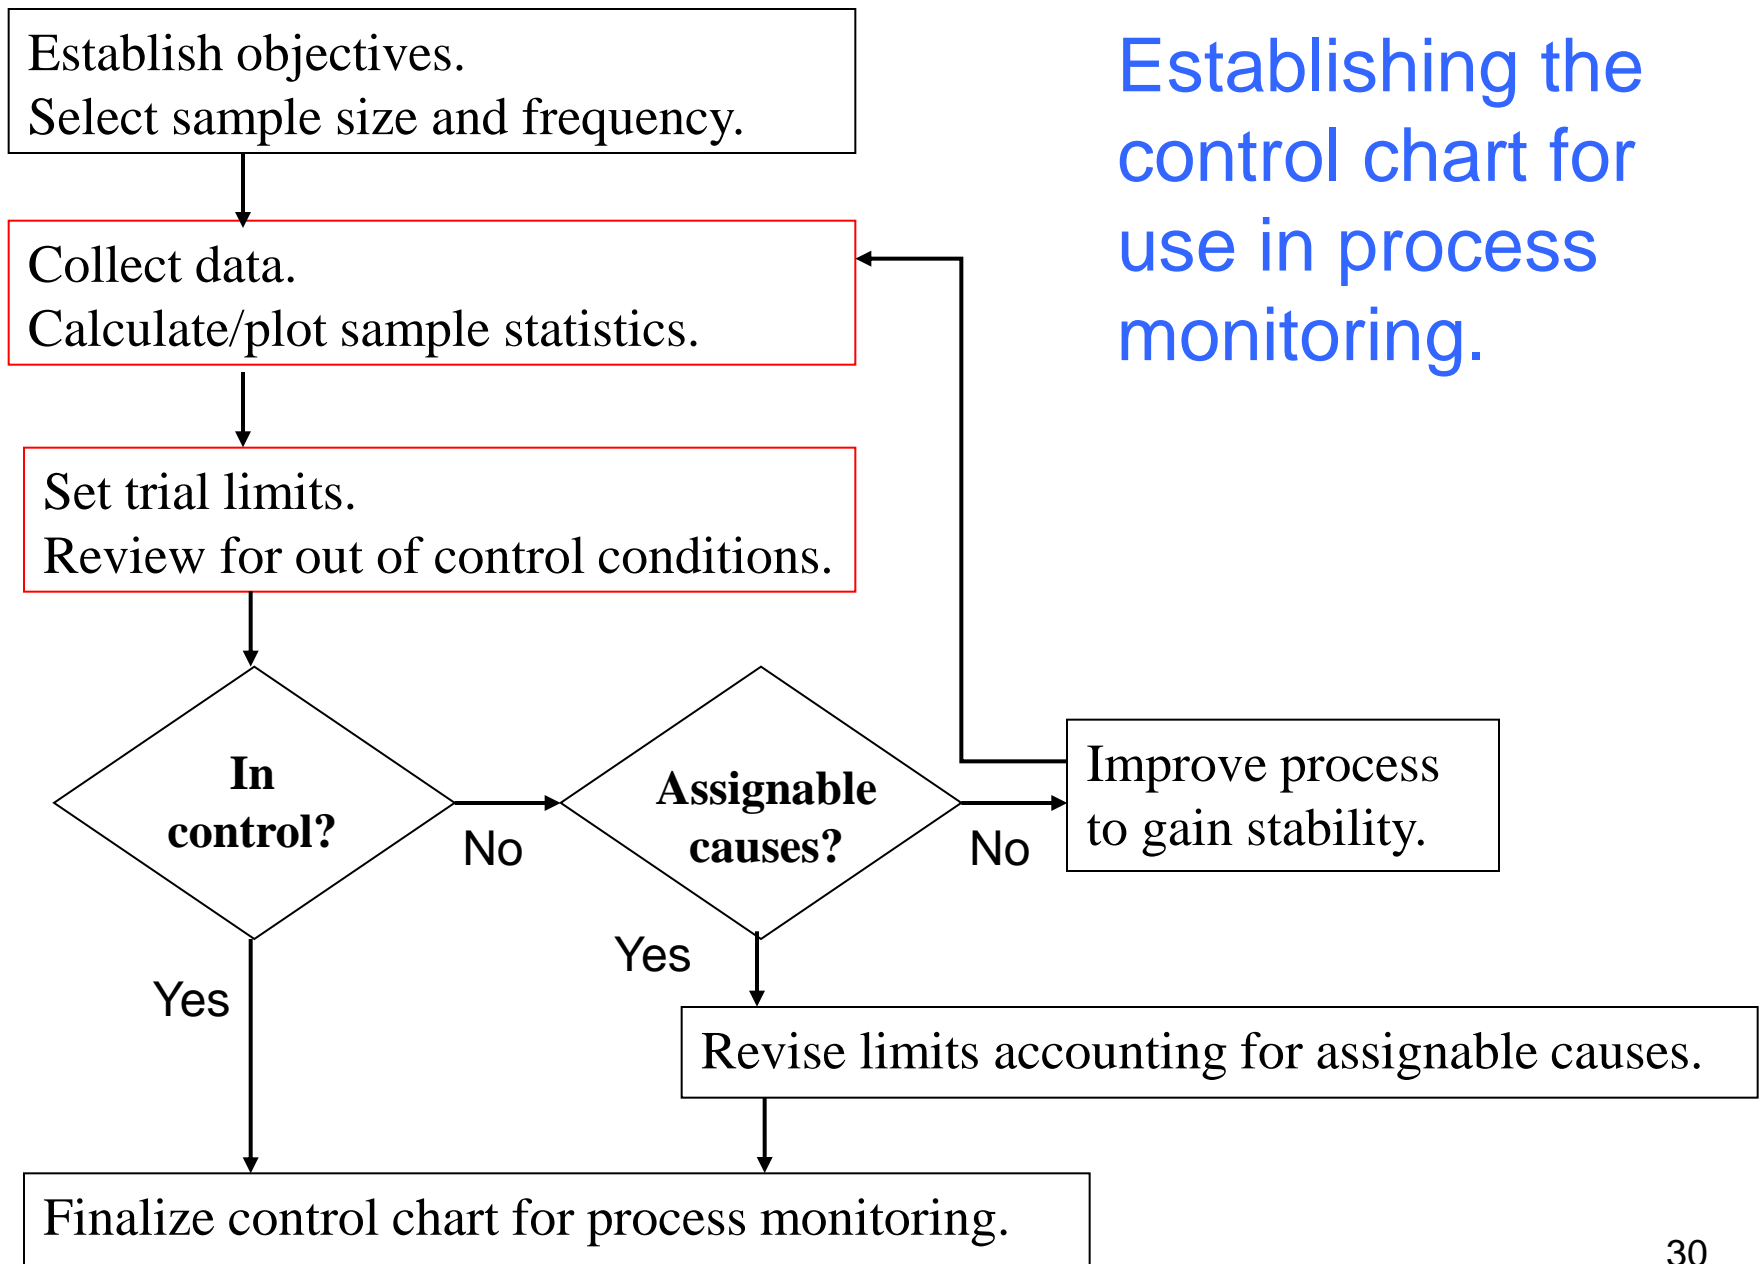 Establish objectives.
Select sample size and frequency.
Establishing the
control chart for
use in process
monitoring.
Collect data.
Calculate/plot sample statistics.
Set trial limits.
Review for out of control conditions.
In
control?
No
Assignable
causes?
No
Improve process
to gain stability.
Yes
Yes
Revise limits accounting for assignable causes.
Finalize control chart for process monitoring.
30